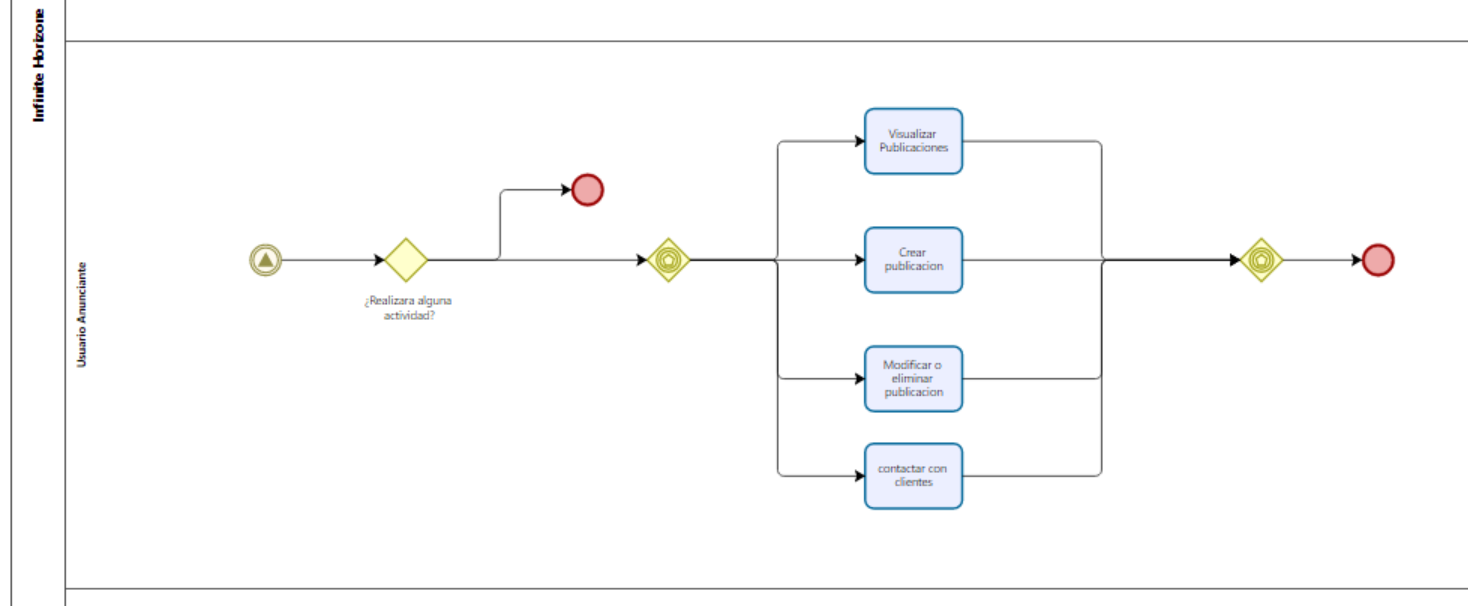 Infinite Horizone
Usuario Anunciante
¿Realizara alguna
actividad?
Visualizar
Publicaciones
Crear
publicacion
Modificar o
eliminar
publicacion
contactar con
clientes